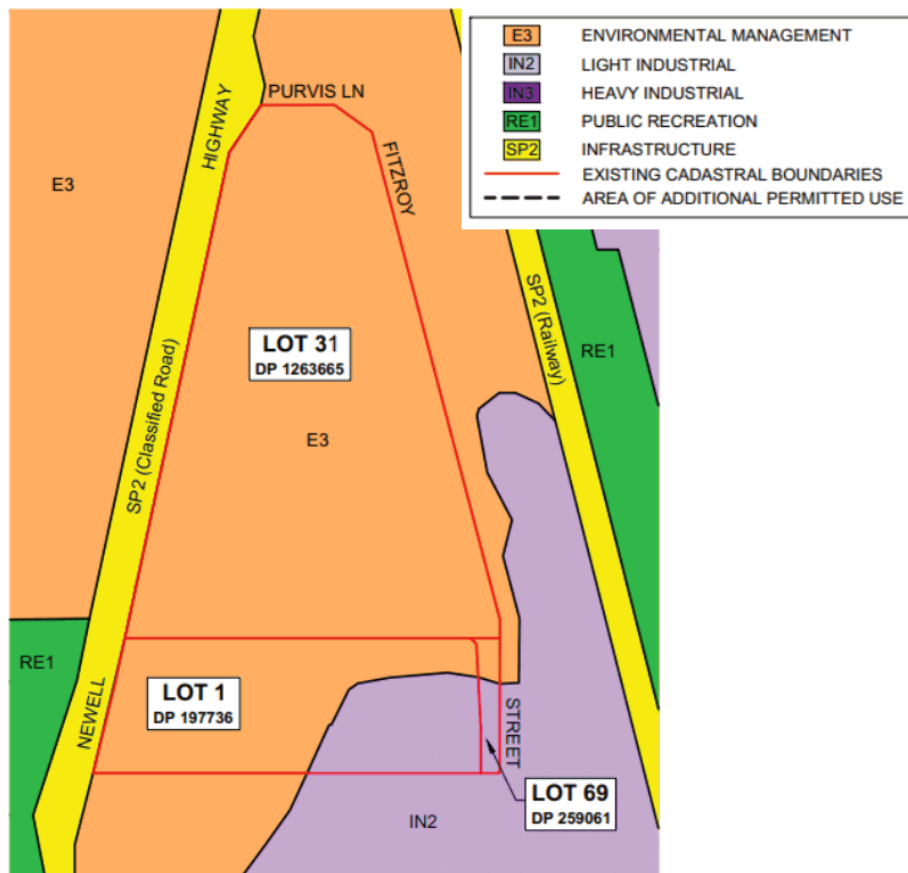 E3 ENVIRONMENTAL MANAGEMENT
IN2 LIGHT INDUSTRIAL
IN3 HEAVY INDUSTRIAL
RE1 PUBLIC RECREATION
SP2 INFRASTRUCTURE
EXISTING CADASTRAL BOUNDARIES
AREA OF ADDITIONAL PERMITTED USE
PURVIS LN
HIGHWAY
FITZROY
E3
SP2 (Railway)
LOT 31
DP 1263665
RE1
SP2 (Classified Road)
E3
RE1
LOT 1
DP 197736
NEWELL
STREET
LOT 69
DP 259061
IN2